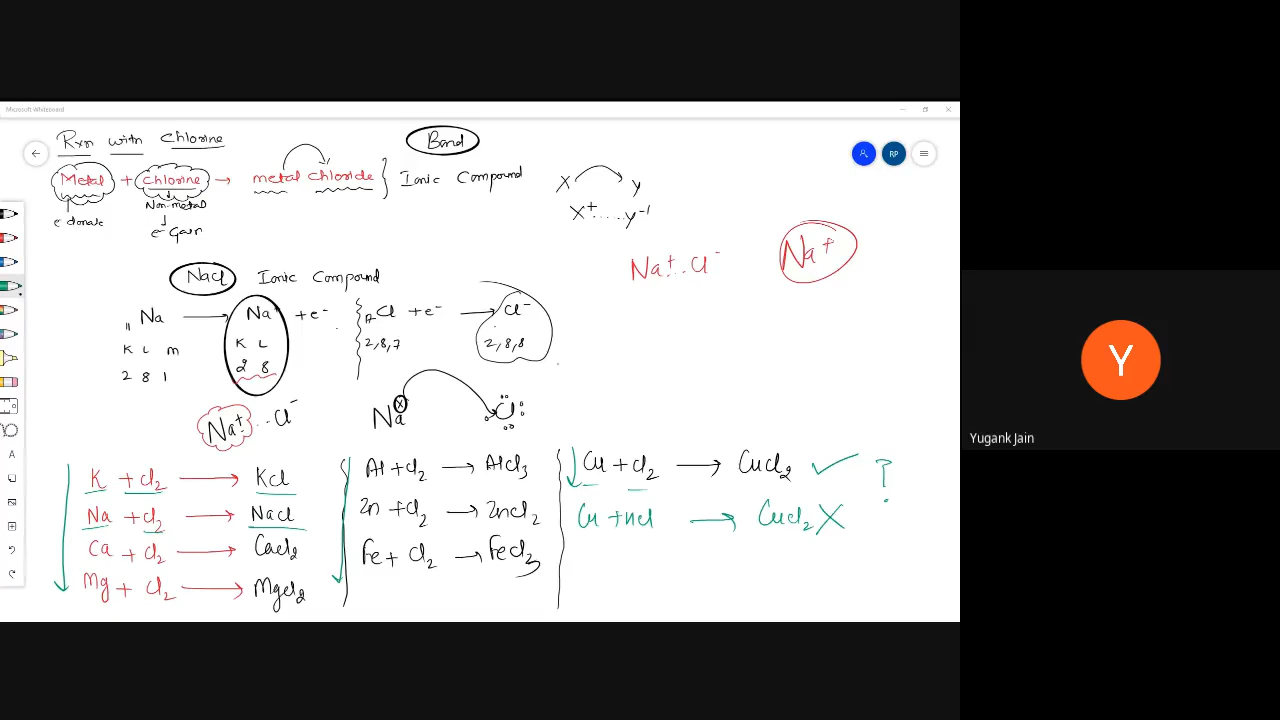 Microsoft Whiteboard
Rxn with Chlorine
Bond
Metal + chlorine → metal chloride } Ionic Compound
e⁻ donate
Non-metal
e⁻ Gain
X y
X⁺.....y⁻¹
RP
Na⁺...Cl⁻
Na⁺
NaCl Ionic Compound
Na → Na⁺ + e⁻
Cl + e⁻ → Cl⁻
11
17
K L M
K L
2 8 1
2 8
2,8,7
2,8,8
Na⁺...Cl⁻
Na x Cl
K + Cl2 → KCl
Na + Cl2 → NaCl
Ca + Cl2 → CaCl2
Mg + Cl2 → MgCl2
Al + Cl2 → AlCl3
Zn + Cl2 → ZnCl2
Fe + Cl2 → FeCl3
Cu + Cl2 → CuCl2 ✓ ?
Cu + HCl → CuCl2 X
A
Y
Yugank Jain